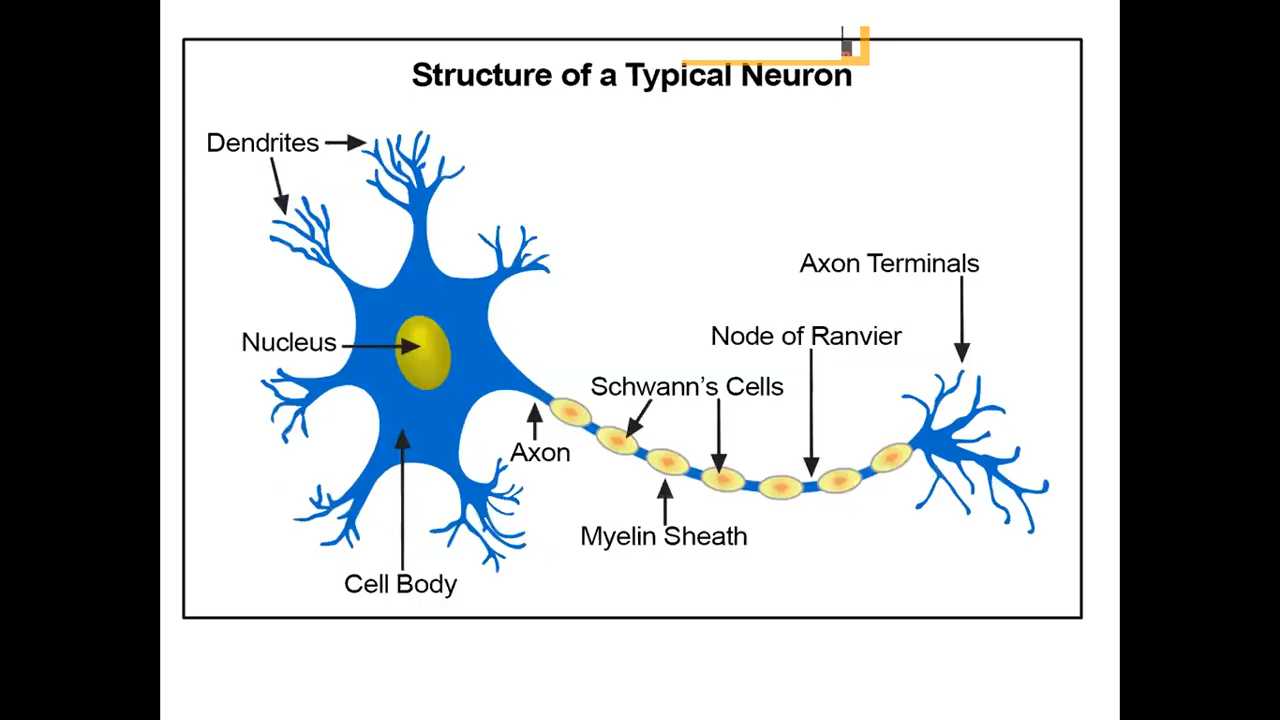 Structure of a Typical Neuron
Dendrites
Axon Terminals
Nucleus
Node of Ranvier
Schwann's Cells
Axon
Myelin Sheath
Cell Body